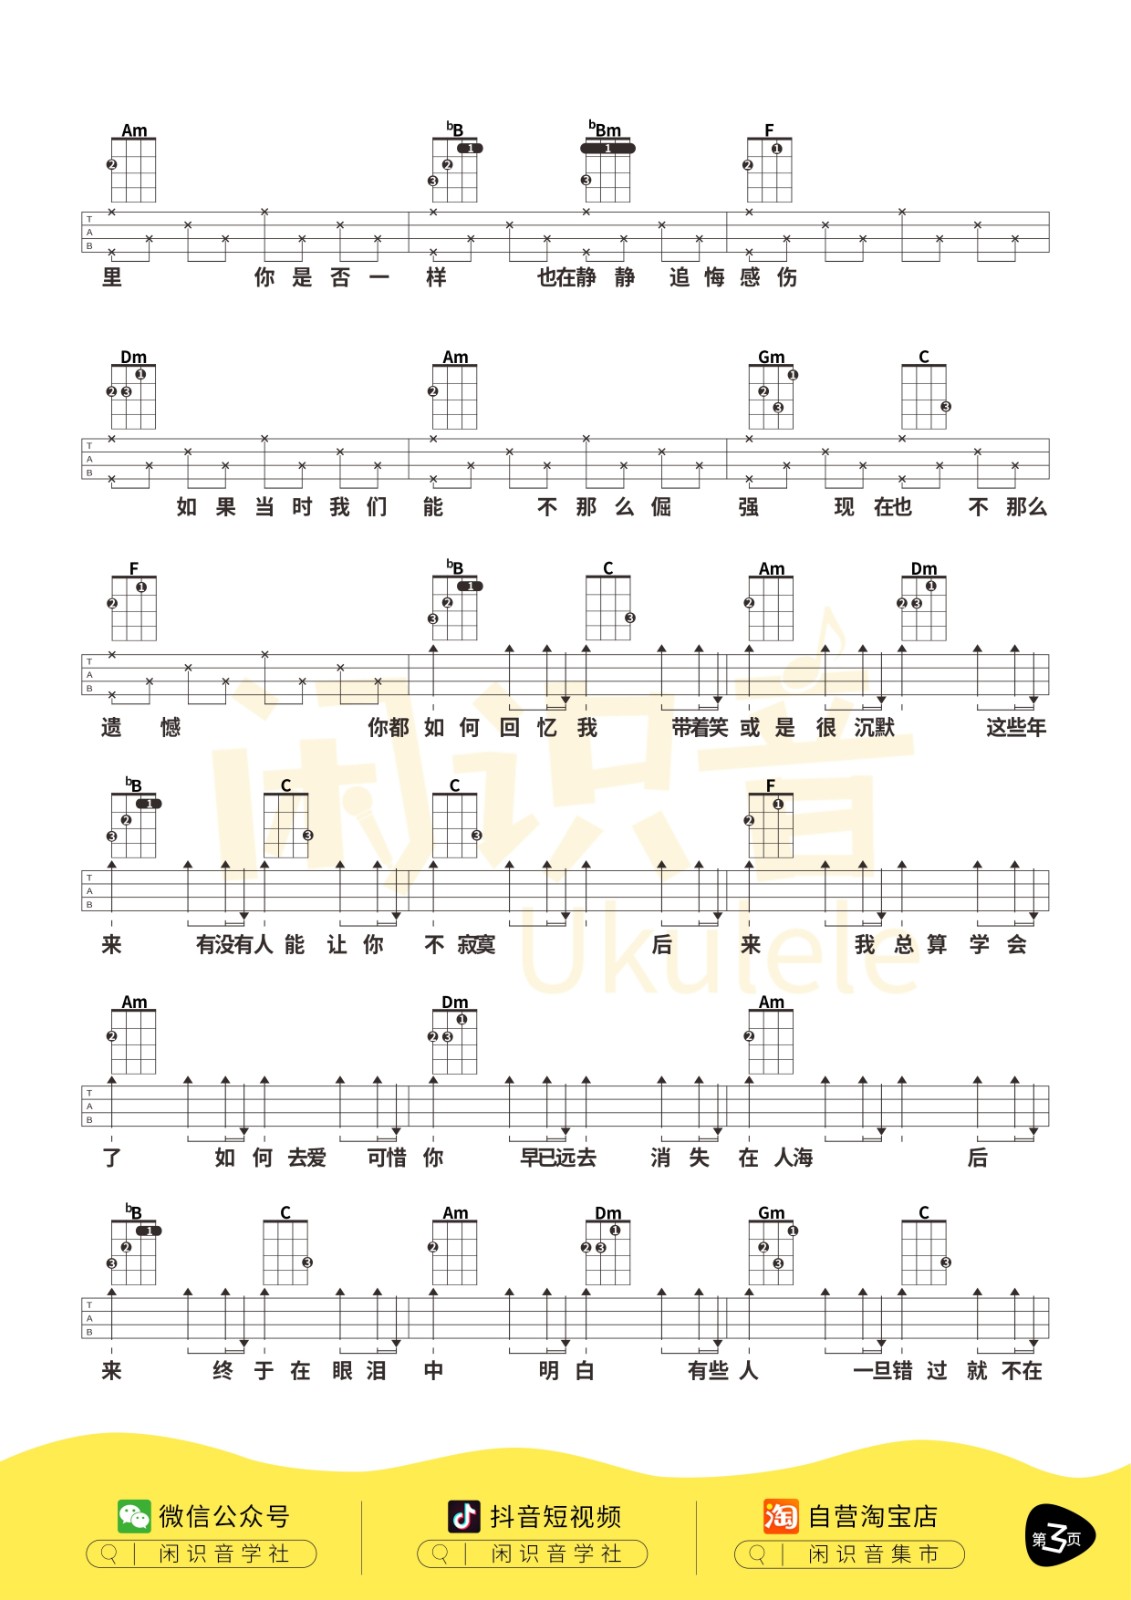 Am ᵇB ᵇBm F
T A B
里 你 是 否 一 样 也在静 静 追 悔 感 伤
Dm Am Gm C
T A B
如 果 当 时 我 们 能 不 那 么 倔 强 现 在也 不 那么
F ᵇB C Am Dm
T A B
遗 憾 你都 如 何 回 忆 我 带着笑 或 是 很 沉默 这些年
ᵇB C C F
T A B
来 有没有人 能 让 你 不 寂寞 后 来 我 总 算 学 会
Am Dm Am
T A B
了 如 何 去爱 可惜 你 早已远去 消 失 在 人海 后
ᵇB C Am Dm Gm C
T A B
来 终 于 在 眼 泪 中 明 白 有些 人 一旦错 过 就 不在
闲识音
Ukulele
微信公众号 抖音短视频 自营淘宝店
闲识音学社 闲识音学社 闲识音集市
淘
第3页